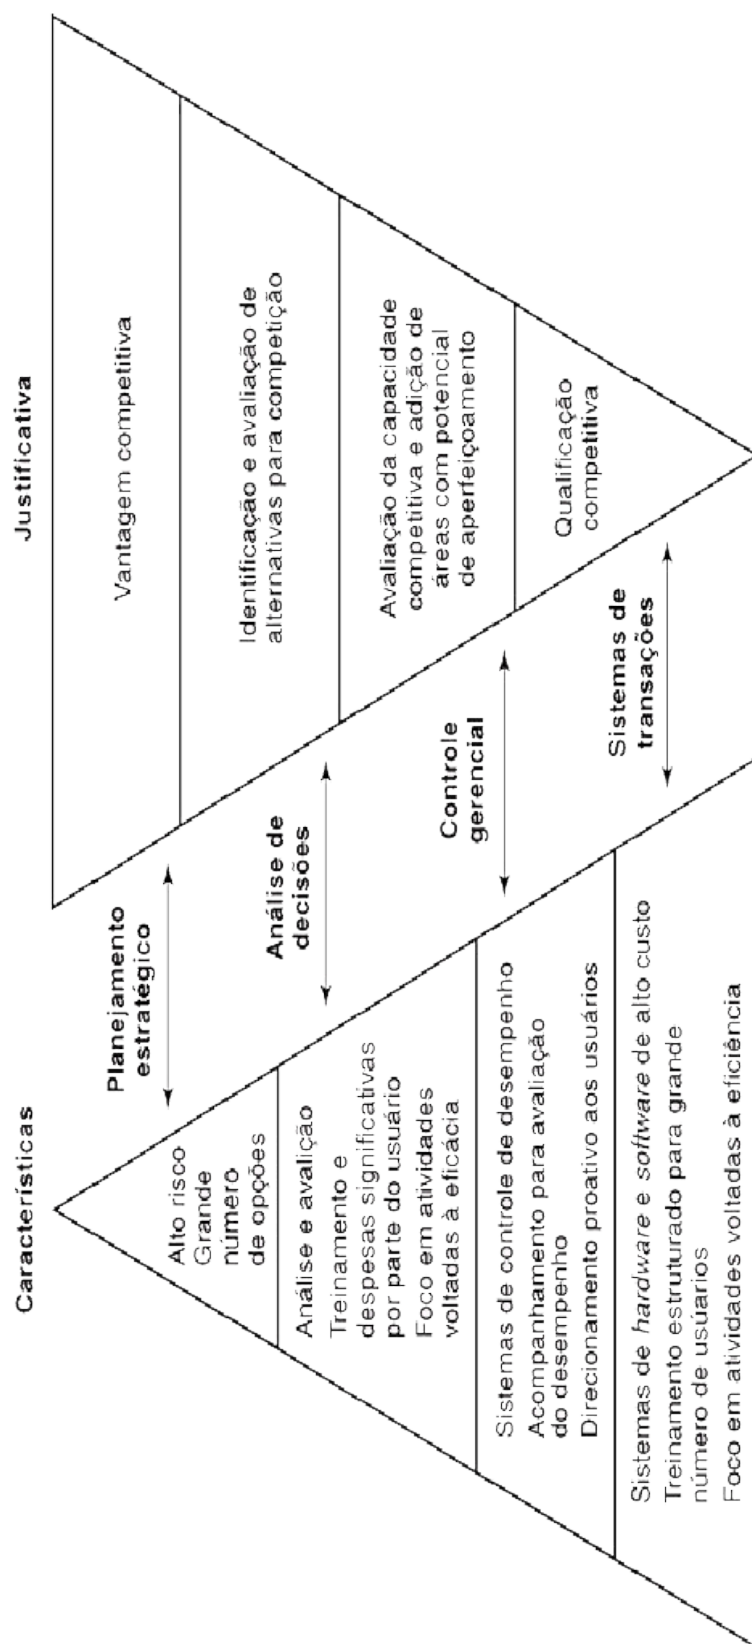 Características
Justificativa
Planejamento
estratégico
Análise de
decisões
Controle
gerencial
Sistemas de
transações
Alto risco
Grande
número
de opções
Análise e avalição
Treinamento e
despesas significativas
por parte do usuário
Foco em atividades
voltadas à eficácia
Sistemas de controle de desempenho
Acompanhamento para avaliação
do desempenho
Direcionamento proativo aos usuários
Sistemas de hardware e software de alto custo
Treinamento estruturado para grande
número de usuários
Foco em atividades voltadas à eficiência
Vantagem competitiva
Identificação e avaliação de
alternativas para competição
Avaliação da capacidade
competitiva e adição de
áreas com potencial
de aperfeiçoamento
Qualificação
competitiva